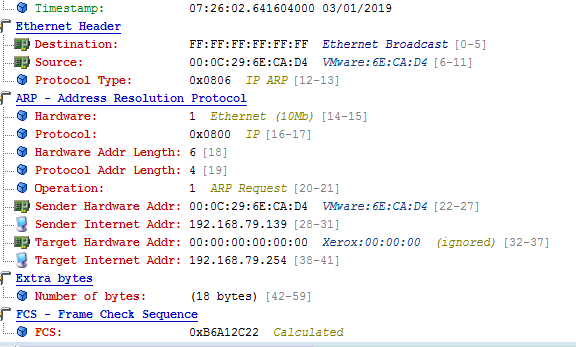 Timestamp: 07:26:02.641604000 03/01/2019
Ethernet Header
Destination: FF:FF:FF:FF:FF:FF Ethernet Broadcast [0-5]
Source: 00:0C:29:6E:CA:D4 VMware:6E:CA:D4 [6-11]
Protocol Type: 0x0806 IP ARP [12-13]
ARP - Address Resolution Protocol
Hardware: 1 Ethernet (10Mb) [14-15]
Protocol: 0x0800 IP [16-17]
Hardware Addr Length: 6 [18]
Protocol Addr Length: 4 [19]
Operation: 1 ARP Request [20-21]
Sender Hardware Addr: 00:0C:29:6E:CA:D4 VMware:6E:CA:D4 [22-27]
Sender Internet Addr: 192.168.79.139 [28-31]
Target Hardware Addr: 00:00:00:00:00:00 Xerox:00:00:00 (ignored) [32-37]
Target Internet Addr: 192.168.79.254 [38-41]
Extra bytes
Number of bytes: (18 bytes) [42-59]
FCS - Frame Check Sequence
FCS: 0xB6A12C22 Calculated